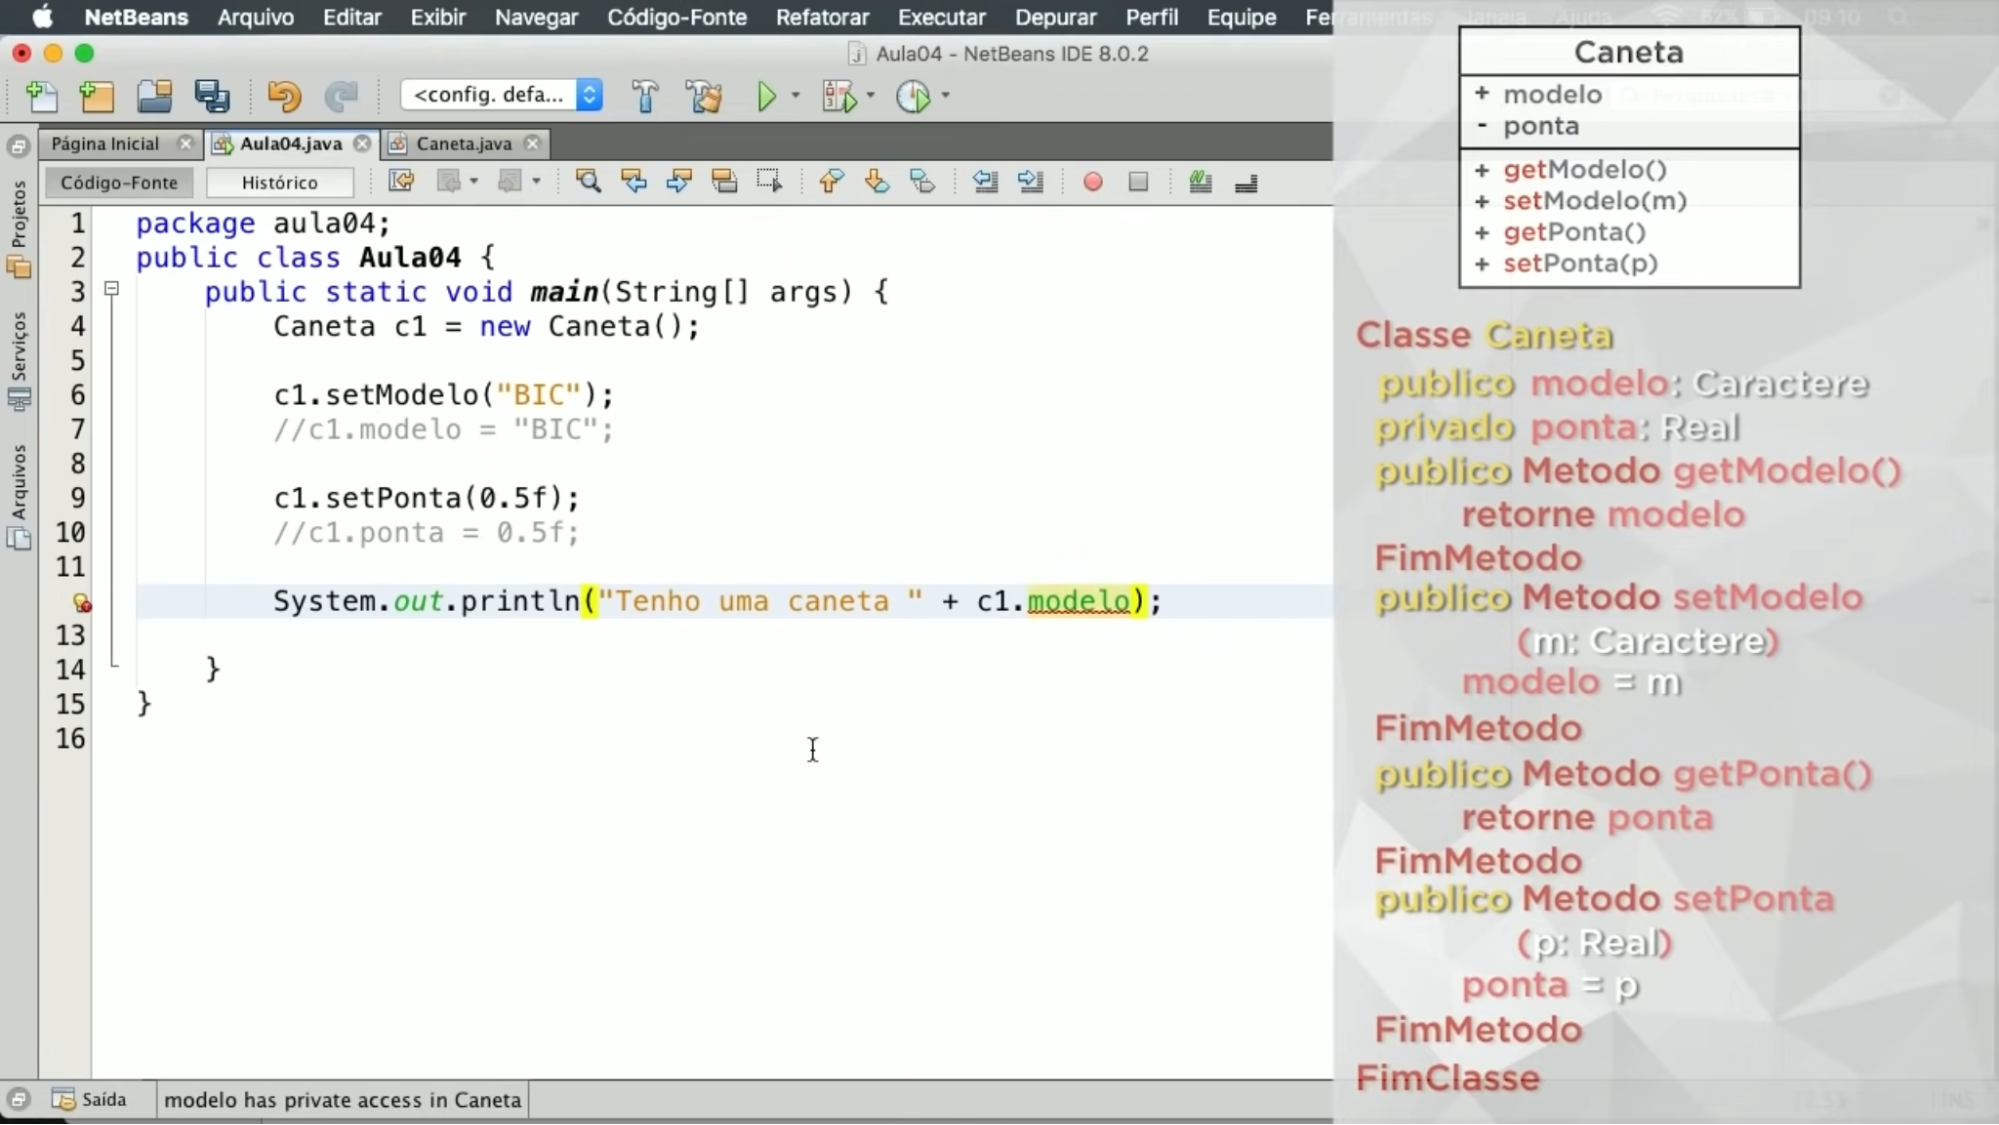 NetBeans Arquivo Editar Exibir Navegar Código-Fonte Refatorar Executar Depurar Perfil Equipe Ferramentas Janela Ajuda
Aula04 - NetBeans IDE 8.0.2
<config. defa...
Página Inicial Aula04.java Caneta.java
Código-Fonte Histórico
Projetos
Serviços
Arquivos
1 package aula04;
2 public class Aula04 {
3 public static void main(String[] args) {
4 Caneta c1 = new Caneta();
5
6 c1.setModelo("BIC");
7 //c1.modelo = "BIC";
8
9 c1.setPonta(0.5f);
10 //c1.ponta = 0.5f;
11
System.out.println("Tenho uma caneta " + c1.modelo);
13
14 }
15 }
16
Saída modelo has private access in Caneta
Caneta
+ modelo
- ponta
+ getModelo()
+ setModelo(m)
+ getPonta()
+ setPonta(p)
Classe Caneta
publico modelo: Caractere
privado ponta: Real
publico Metodo getModelo()
retorne modelo
FimMetodo
publico Metodo setModelo
(m: Caractere)
modelo = m
FimMetodo
publico Metodo getPonta()
retorne ponta
FimMetodo
publico Metodo setPonta
(p: Real)
ponta = p
FimMetodo
FimClasse